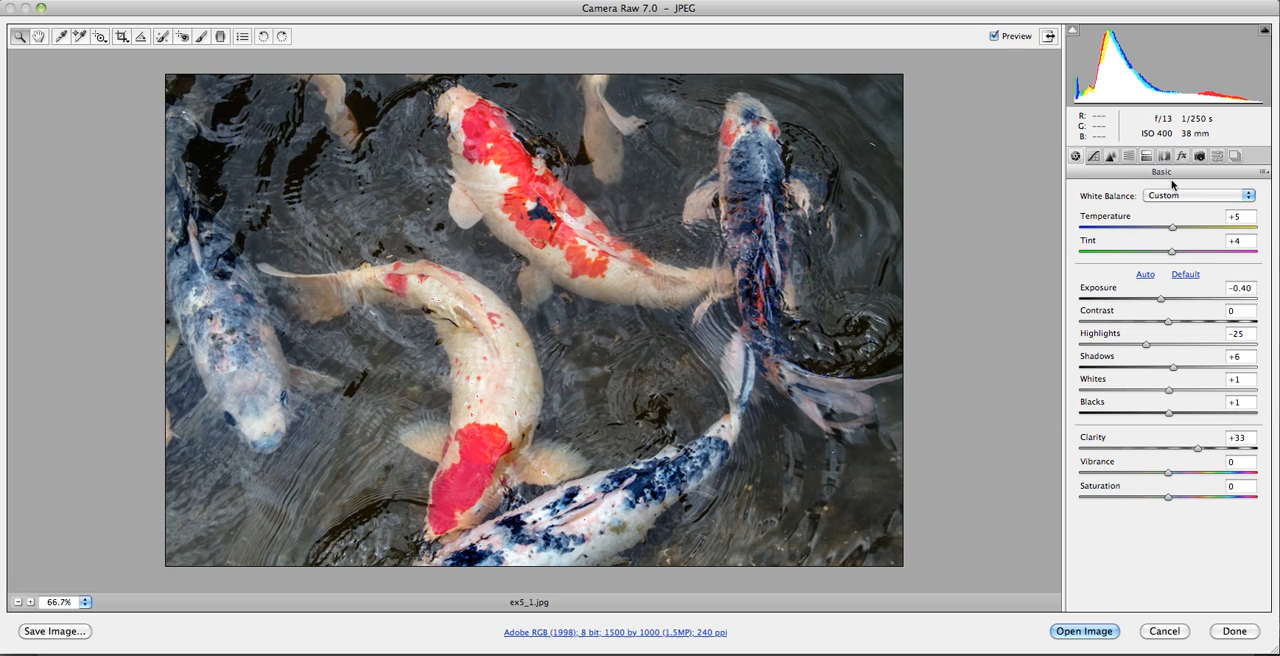 Camera Raw 7.0 – JPEG
Preview
R: ---
G: ---
B: ---
f/13 1/250 s
ISO 400 38 mm
fx
Basic
White Balance: Custom
Temperature +5
Tint +4
Auto Default
Exposure -0.40
Contrast 0
Highlights -25
Shadows +6
Whites +1
Blacks +1
Clarity +33
Vibrance 0
Saturation 0
66.7%
ex5_1.jpg
Save Image...
Adobe RGB (1998); 8 bit; 1500 by 1000 (1.5MP); 240 ppi
Open Image
Cancel
Done